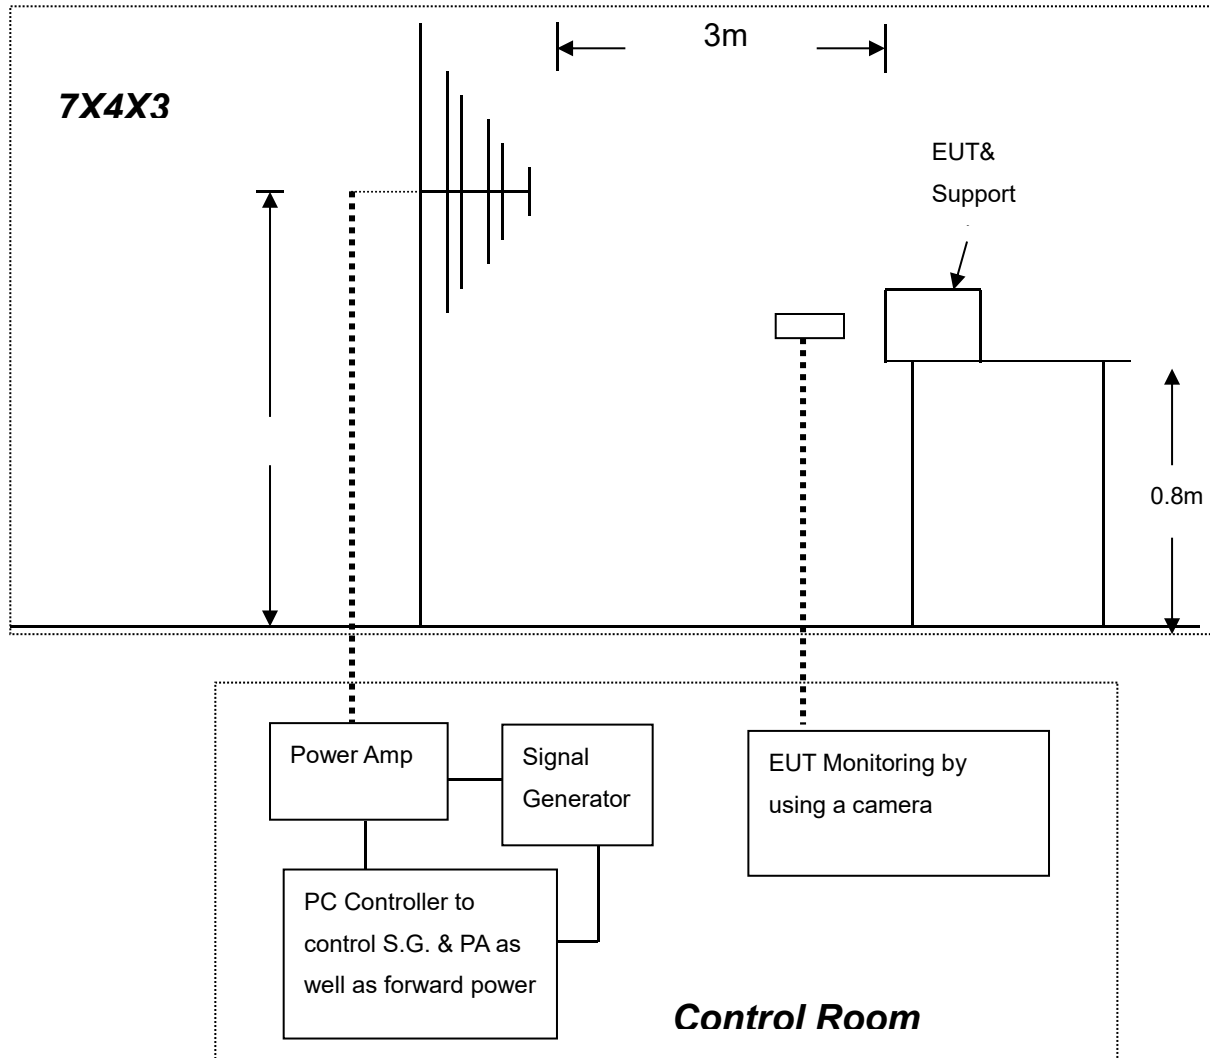 3m
7X4X3
EUT&
Support
0.8m
Power Amp
Signal
Generator
EUT Monitoring by
using a camera
PC Controller to
control S.G. & PA as
well as forward power
Control Room